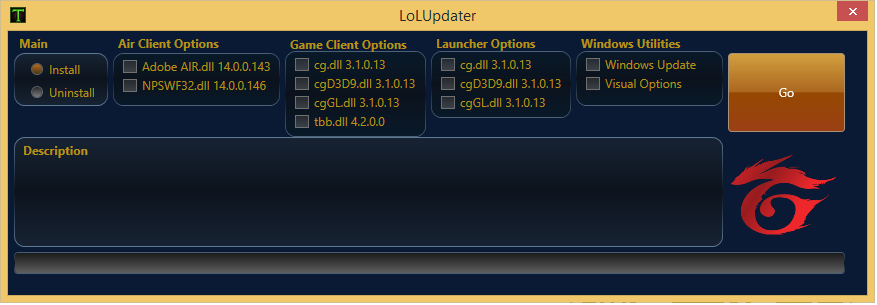 LoLUpdater
Main
Install
Uninstall
Air Client Options
Adobe AIR.dll 14.0.0.143
NPSWF32.dll 14.0.0.146
Game Client Options
cg.dll 3.1.0.13
cgD3D9.dll 3.1.0.13
cgGL.dll 3.1.0.13
tbb.dll 4.2.0.0
Launcher Options
cg.dll 3.1.0.13
cgD3D9.dll 3.1.0.13
cgGL.dll 3.1.0.13
Windows Utilities
Windows Update
Visual Options
Go
Description